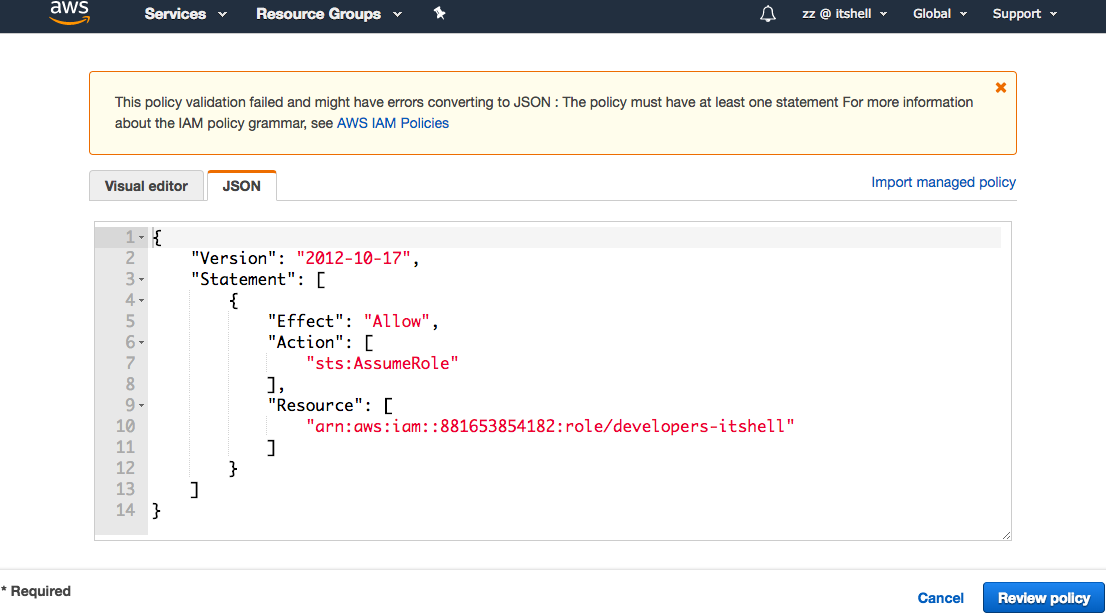 aws Services Resource Groups zz @ itshell Global Support
This policy validation failed and might have errors converting to JSON : The policy must have at least one statement For more information
about the IAM policy grammar, see AWS IAM Policies
Visual editor JSON Import managed policy
1 {
2 "Version": "2012-10-17",
3 "Statement": [
4 {
5 "Effect": "Allow",
6 "Action": [
7 "sts:AssumeRole"
8 ],
9 "Resource": [
10 "arn:aws:iam::881653854182:role/developers-itshell"
11 ]
12 }
13 ]
14 }
* Required
Cancel Review policy